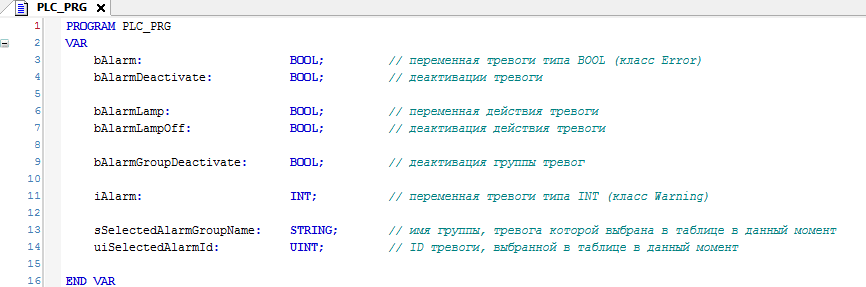 PLC_PRG
1 PROGRAM PLC_PRG
2 VAR
3 bAlarm: BOOL; // переменная тревоги типа BOOL (класс Error)
4 bAlarmDeactivate: BOOL; // деактивации тревоги
5
6 bAlarmLamp: BOOL; // переменная действия тревоги
7 bAlarmLampOff: BOOL; // деактивация действия тревоги
8
9 bAlarmGroupDeactivate: BOOL; // деактивация группы тревог
10
11 iAlarm: INT; // переменная тревоги типа INT (класс Warning)
12
13 sSelectedAlarmGroupName: STRING; // имя группы, тревога которой выбрана в таблице в данный момент
14 uiSelectedAlarmId: UINT; // ID тревоги, выбранной в таблице в данный момент
15
16 END_VAR